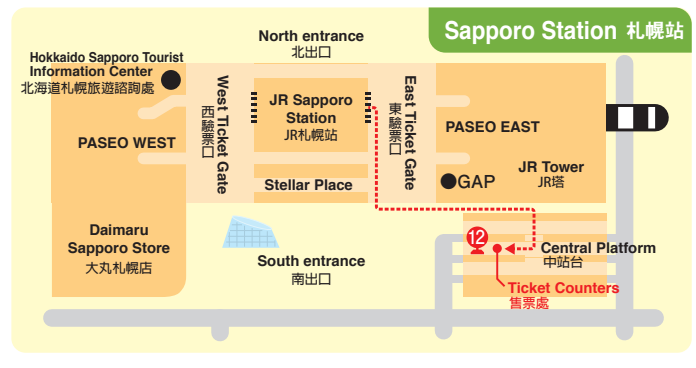 Sapporo Station 札幌站
North entrance
北出口
Hokkaido Sapporo Tourist
Information Center
北海道札幌旅遊諮詢處
West Ticket Gate
西驗票口
JR Sapporo
Station
JR札幌站
East Ticket Gate
東驗票口
PASEO WEST
PASEO EAST
JR Tower
JR塔
GAP
Stellar Place
Daimaru
Sapporo Store
大丸札幌店
South entrance
南出口
12
Central Platform
中站台
Ticket Counters
售票處